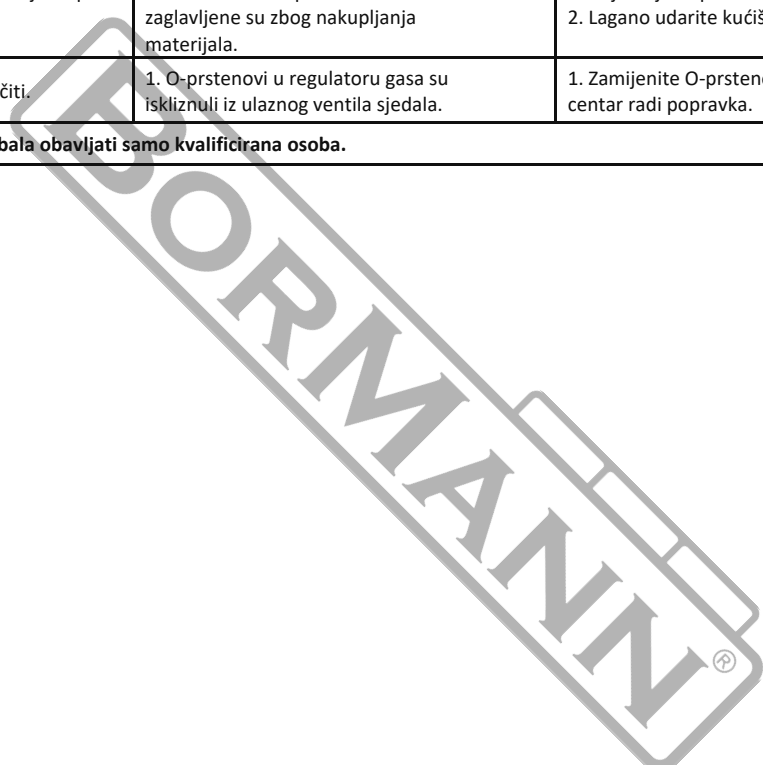 zaglavljene su zbog nakupljanja
2. Lagano udarite kućiš
materijala.
čiti.
1. O-prstenovi u regulatoru gasa su
iskliznuli iz ulaznog ventila sjedala.
1. Zamijenite O-prsteno
centar radi popravka.
bala obavljati samo kvalificirana osoba.
BORMANN
®